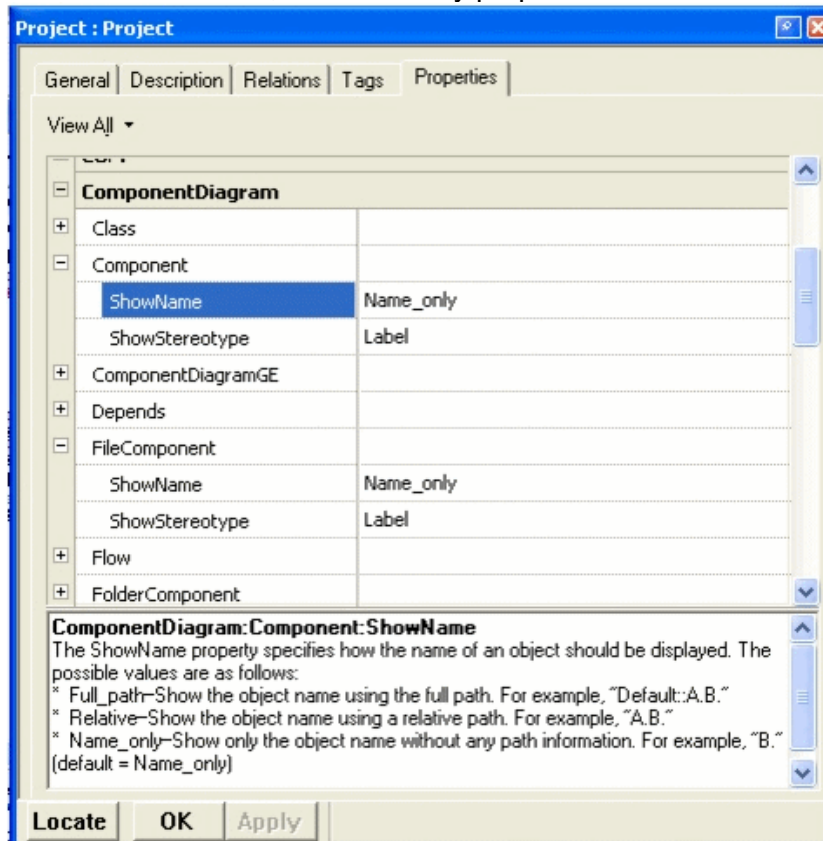 Project : Project
General Description Relations Tags Properties
View All
ComponentDiagram
Class
Component
ShowName Name_only
ShowStereotype Label
ComponentDiagramGE
Depends
FileComponent
ShowName Name_only
ShowStereotype Label
Flow
FolderComponent
ComponentDiagram:Component:ShowName
The ShowName property specifies how the name of an object should be displayed. The
possible values are as follows:
* Full_path–Show the object name using the full path. For example, "Default::A.B."
* Relative–Show the object name using a relative path. For example, "A.B."
* Name_only–Show only the object name without any path information. For example, "B."
(default = Name_only)
Locate OK Apply